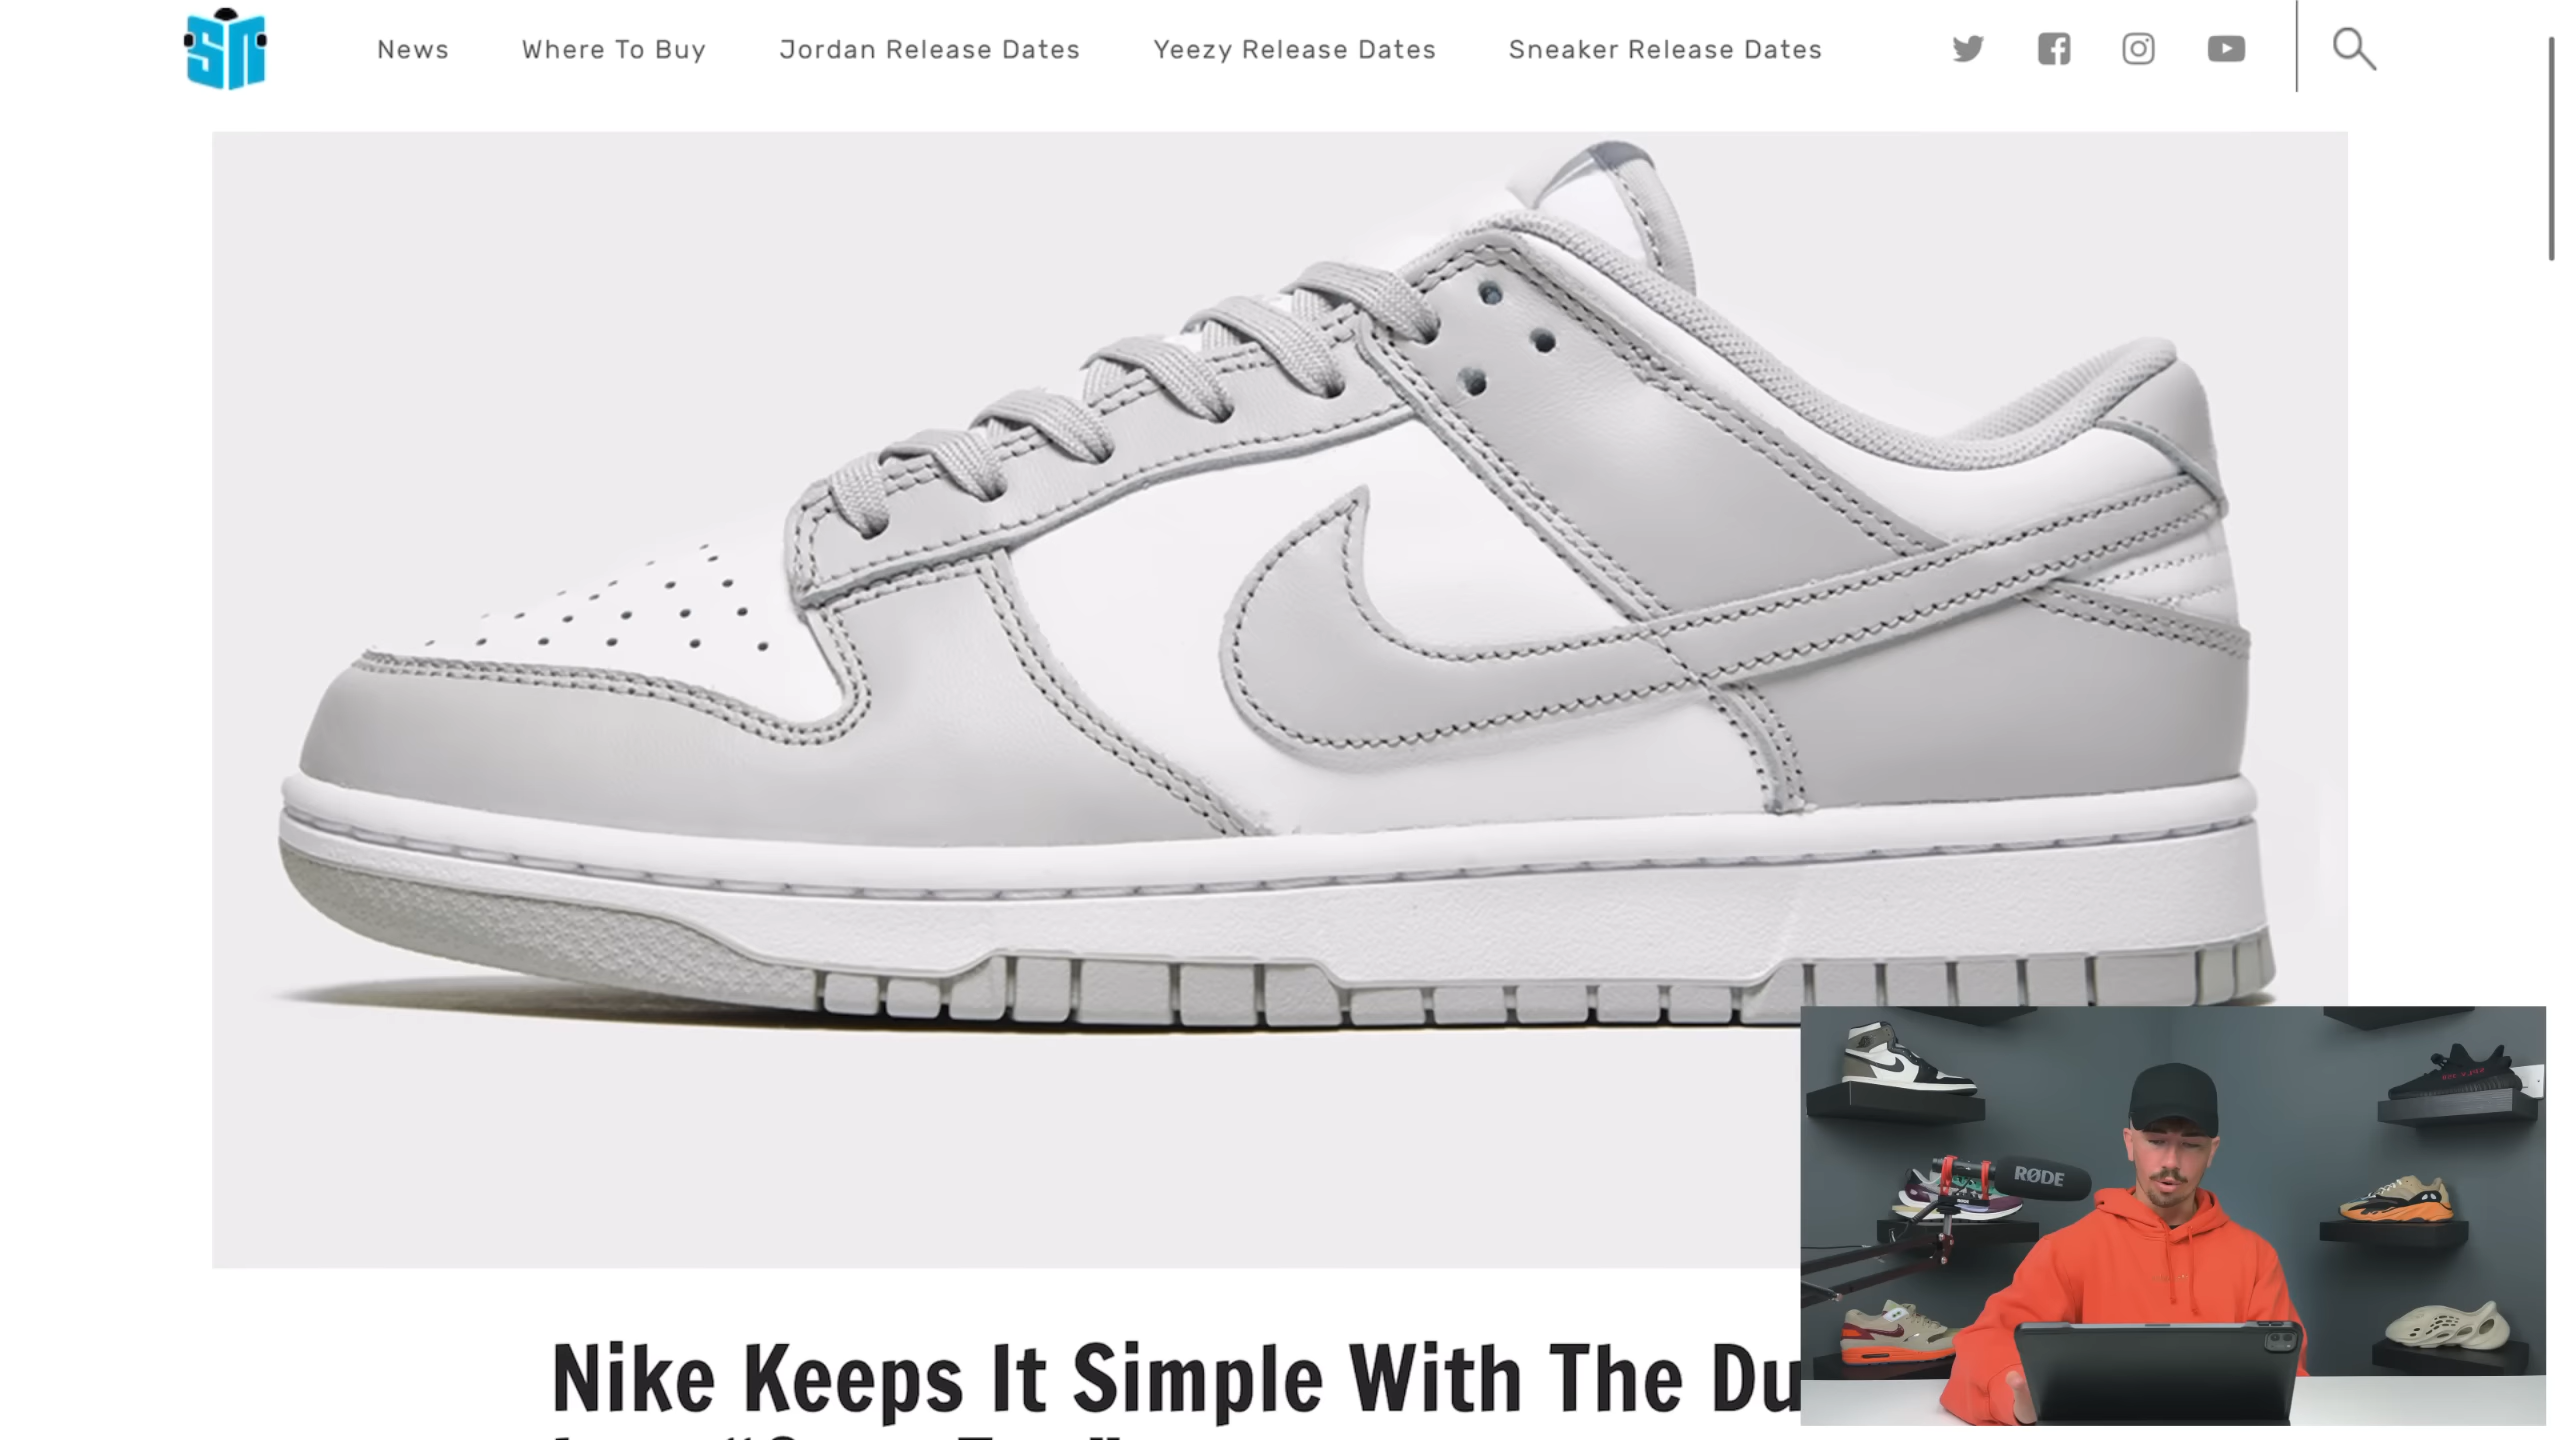 SN
News Where To Buy Jordan Release Dates Yeezy Release Dates Sneaker Release Dates
RØDE
Nike Keeps It Simple With The Du